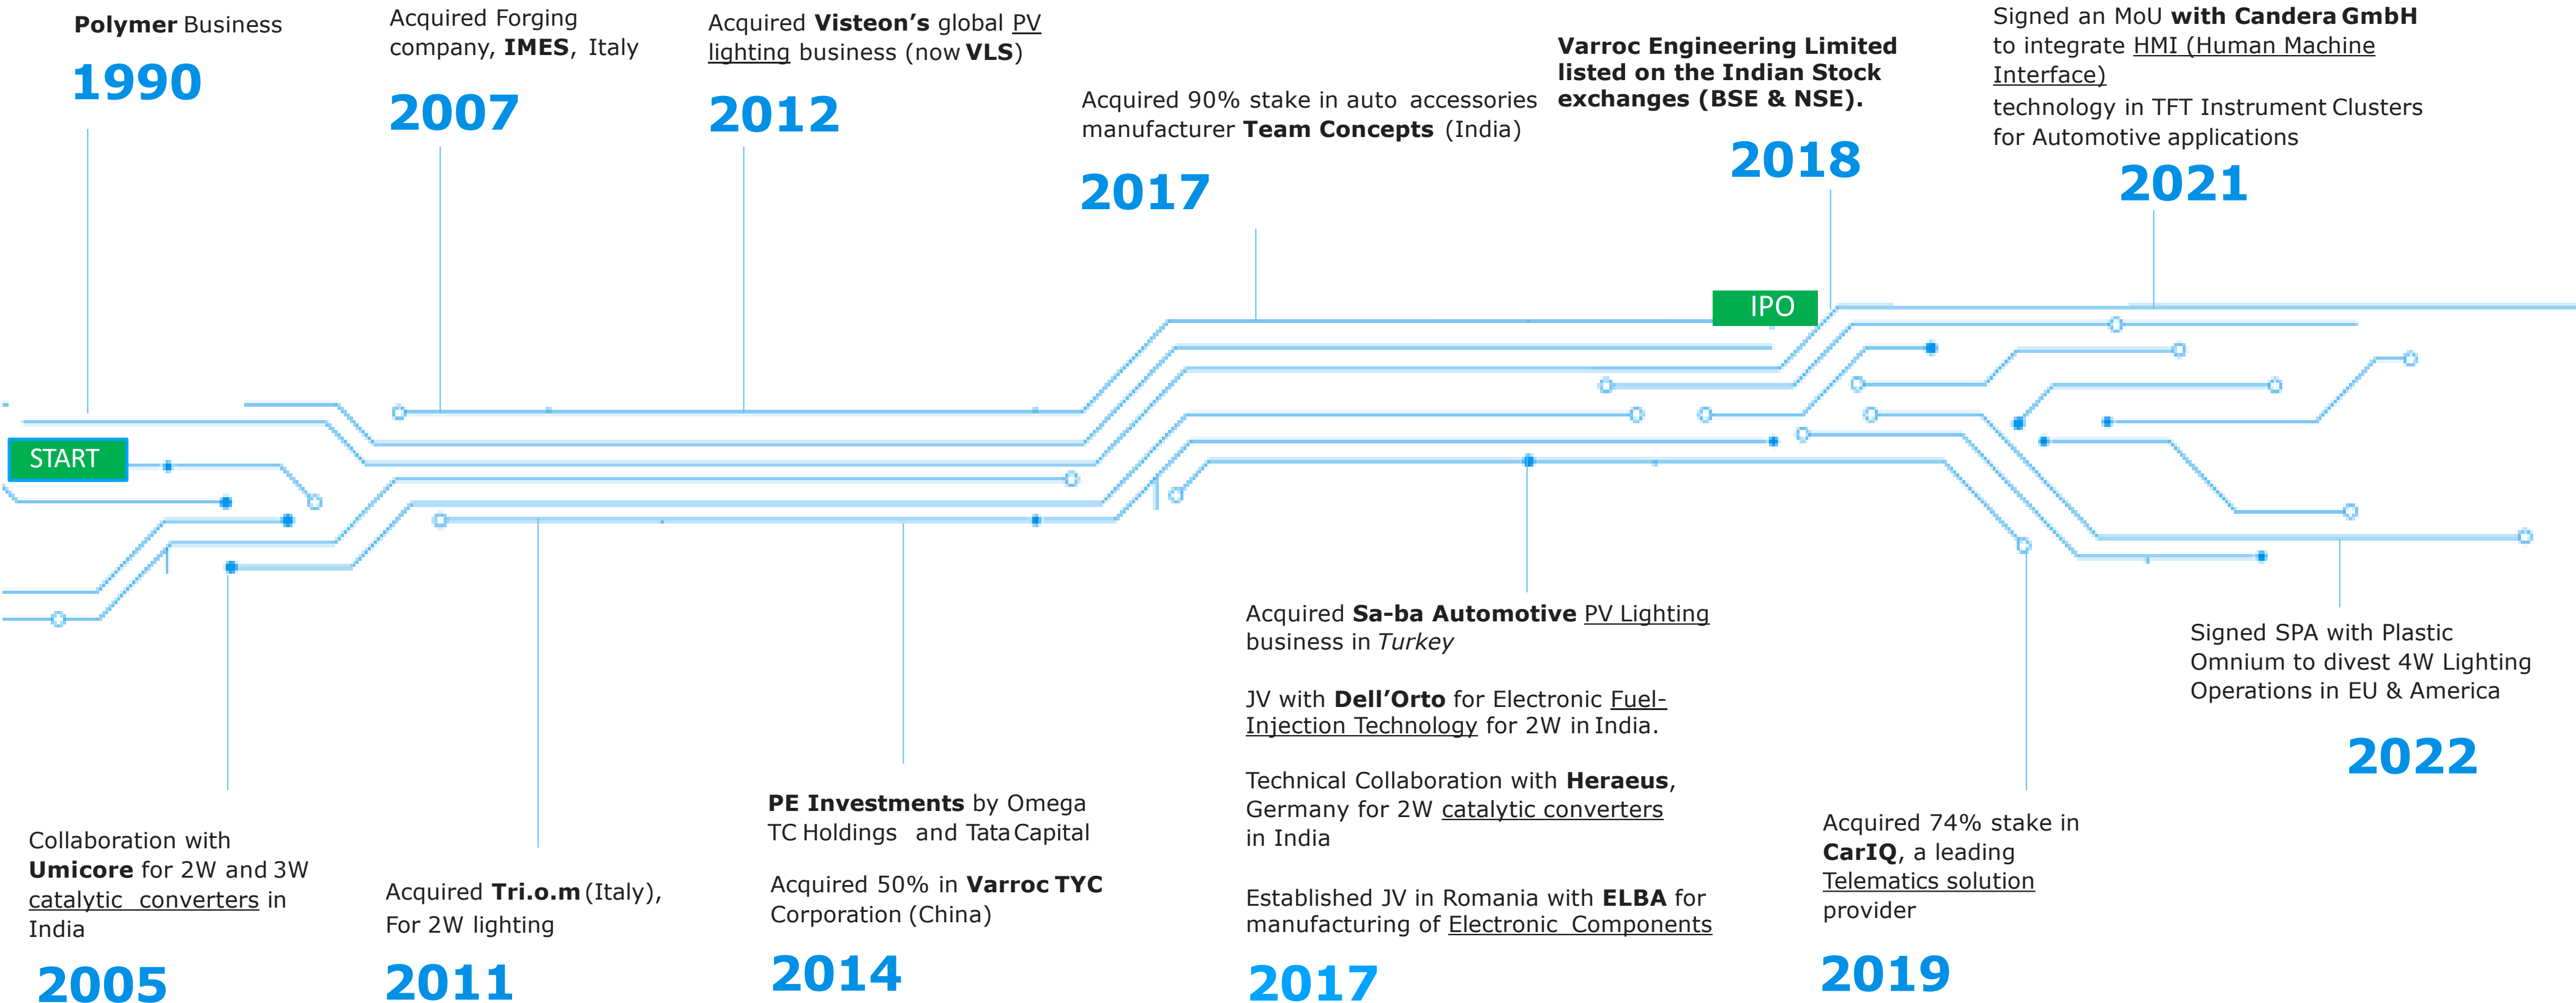 Polymer Business
1990
Acquired Forging
company, IMES, Italy
2007
Acquired Visteon’s global PV
lighting business (now VLS)
2012
Acquired 90% stake in auto accessories
manufacturer Team Concepts (India)
2017
Varroc Engineering Limited
listed on the Indian Stock
exchanges (BSE & NSE).
2018
Signed an MoU with Candera GmbH
to integrate HMI (Human Machine
Interface)
technology in TFT Instrument Clusters
for Automotive applications
2021
START
IPO
Collaboration with
Umicore for 2W and 3W
catalytic converters in
India
2005
Acquired Tri.o.m (Italy),
For 2W lighting
2011
PE Investments by Omega
TC Holdings and Tata Capital
Acquired 50% in Varroc TYC
Corporation (China)
2014
Acquired Sa-ba Automotive PV Lighting
business in Turkey
JV with Dell’Orto for Electronic Fuel-
Injection Technology for 2W in India.
Technical Collaboration with Heraeus,
Germany for 2W catalytic converters
in India
Established JV in Romania with ELBA for
manufacturing of Electronic Components
2017
Acquired 74% stake in
CarIQ, a leading
Telematics solution
provider
2019
Signed SPA with Plastic
Omnium to divest 4W Lighting
Operations in EU & America
2022